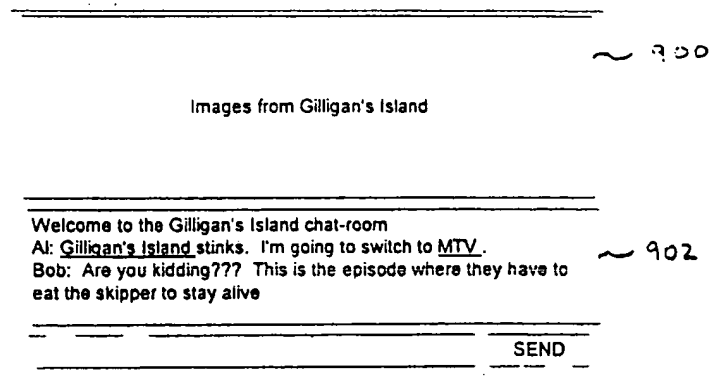 900
Images from Gilligan's Island
Welcome to the Gilligan's Island chat-room
Al: Gilligan's Island stinks. I'm going to switch to MTV .
Bob: Are you kidding??? This is the episode where they have to
eat the skipper to stay alive
902
SEND